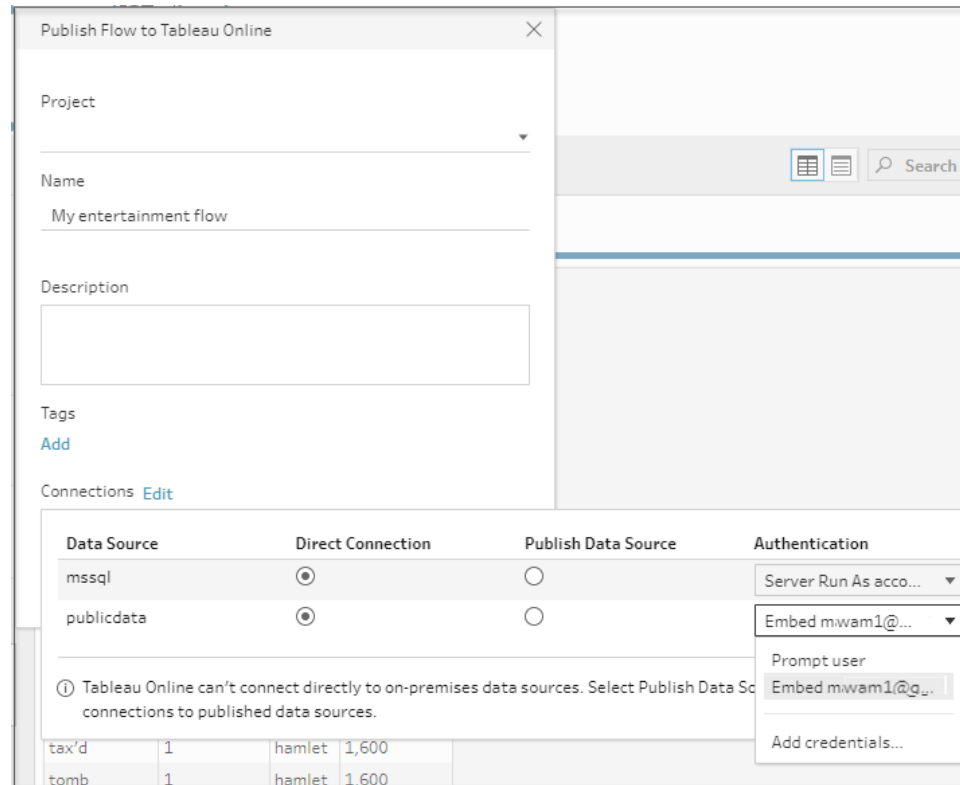 Publish Flow to Tableau Online
Project
Search
Name
My entertainment flow
Description
Tags
Add
Connections Edit
Data Source Direct Connection Publish Data Source Authentication
mssql Server Run As acco...
publicdata Embed mwam1@...
Prompt user
Embed mwam1@g...
Add credentials...
Tableau Online can't connect directly to on-premises data sources. Select Publish Data
connections to published data sources.
tax'd 1 hamlet 1,600
tomb 1 hamlet 1,600